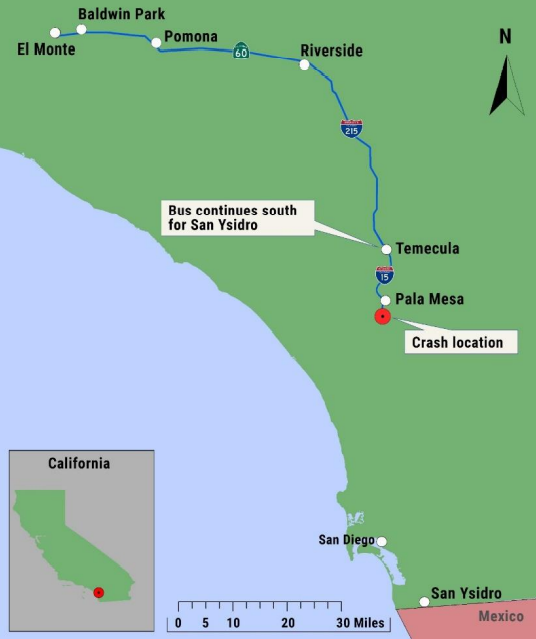 Baldwin Park
El Monte
Pomona
60
Riverside
N
215
Bus continues south
for San Ysidro
Temecula
15
Pala Mesa
Crash location
California
San Diego
San Ysidro
Mexico
0 5 10 20 30 Miles